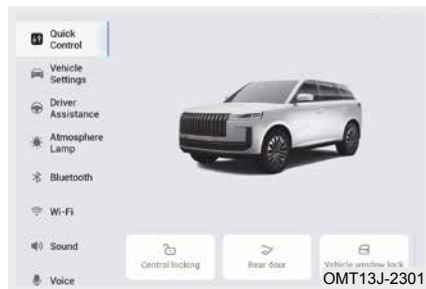 Quick
Control
Vehicle
Settings
Driver
Assistance
Atmosphere
Lamp
Bluetooth
Wi-Fi
Sound
Voice
Central locking
Rear door
Vehicle window lock
OMT13J-2301